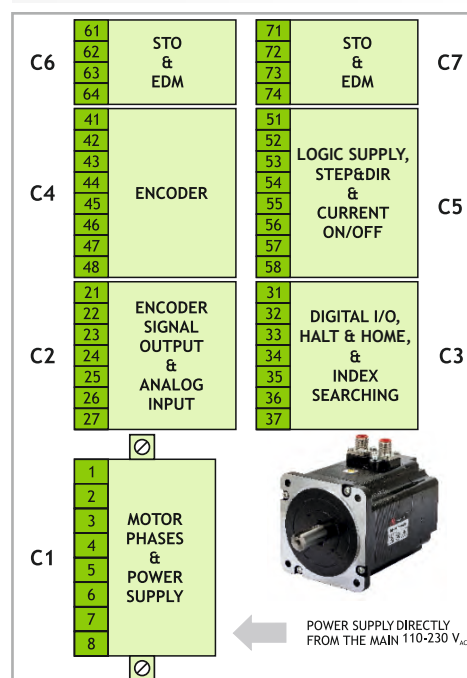 C6
61
62
63
64
STO
&
EDM
71
72
73
74
STO
&
EDM
C7
C4
41
42
43
44
45
46
47
48
ENCODER
51
52
53
54
55
56
57
58
LOGIC SUPPLY,
STEP&DIR
&
CURRENT
ON/OFF
C5
C2
21
22
23
24
25
26
27
ENCODER
SIGNAL
OUTPUT
&
ANALOG
INPUT
31
32
33
34
35
36
37
DIGITAL I/O,
HALT & HOME,
&
INDEX
SEARCHING
C3
C1
1
2
3
4
5
6
7
8
MOTOR
PHASES
&
POWER
SUPPLY
POWER SUPPLY DIRECTLY
FROM THE MAIN 110-230 VAC